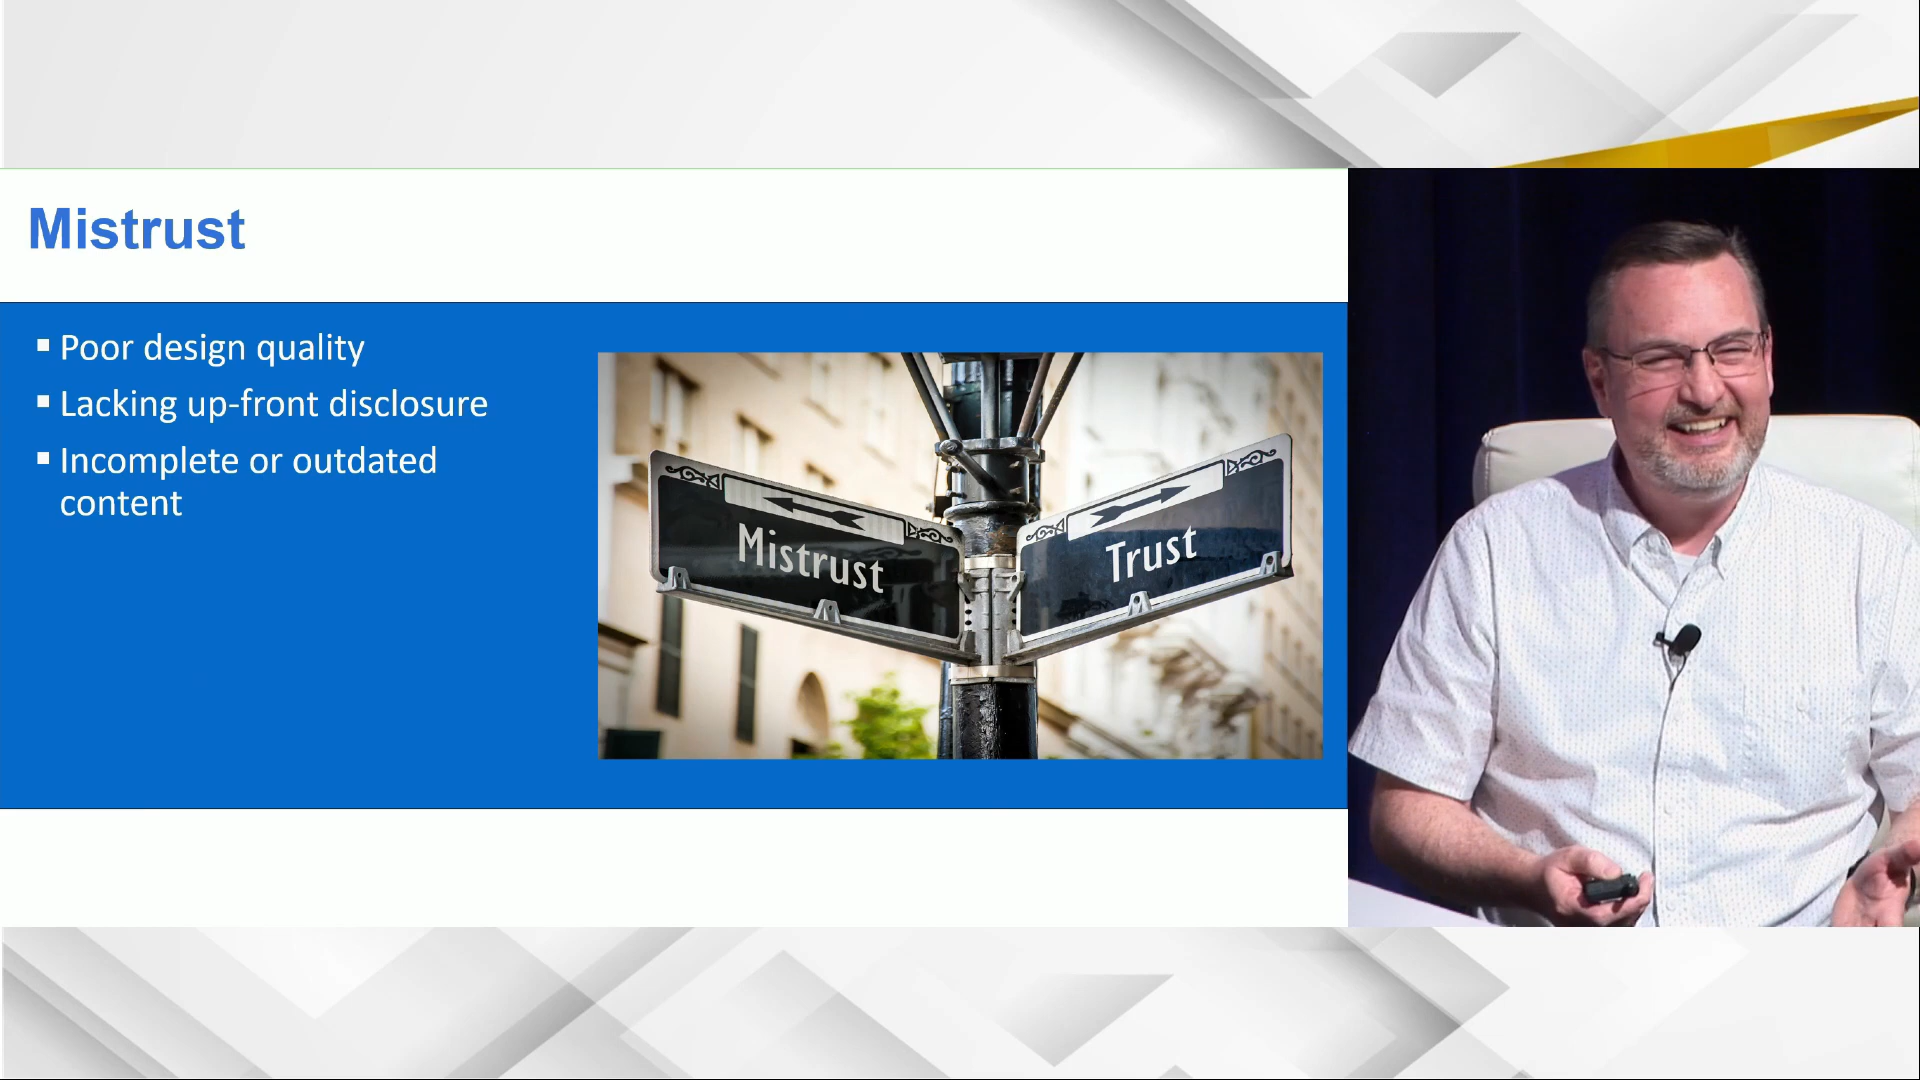 Mistrust
Poor design quality
Lacking up-front disclosure
Incomplete or outdated
content
Mistrust
Trust